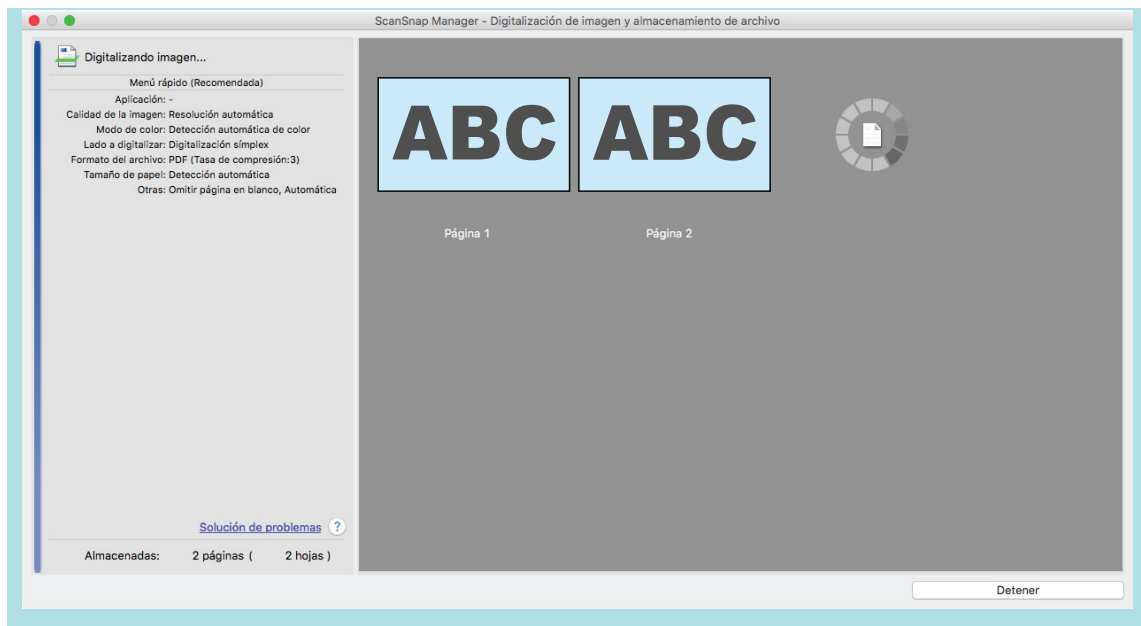 ScanSnap Manager - Digitalización de imagen y almacenamiento de archivo
Digitalizando imagen...
Menú rápido (Recomendada)
Aplicación: -
Calidad de la imagen: Resolución automática
Modo de color: Detección automática de color
Lado a digitalizar: Digitalización símplex
Formato del archivo: PDF (Tasa de compresión:3)
Tamaño de papel: Detección automática
Otras: Omitir página en blanco, Automática
ABC ABC
Página 1 Página 2
Solución de problemas ?
Almacenadas: 2 páginas ( 2 hojas )
Detener